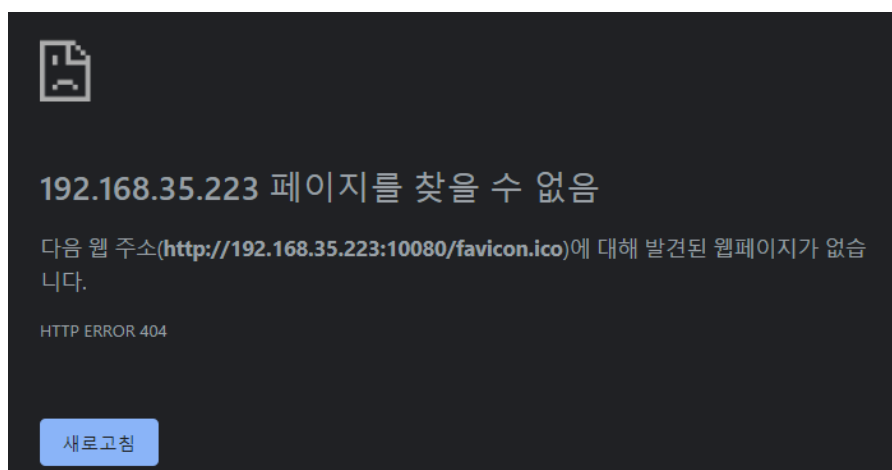 192.168.35.223 페이지를 찾을 수 없음
다음 웹 주소(http://192.168.35.223:10080/favicon.ico)에 대해 발견된 웹페이지가 없습
니다.
HTTP ERROR 404
새로고침